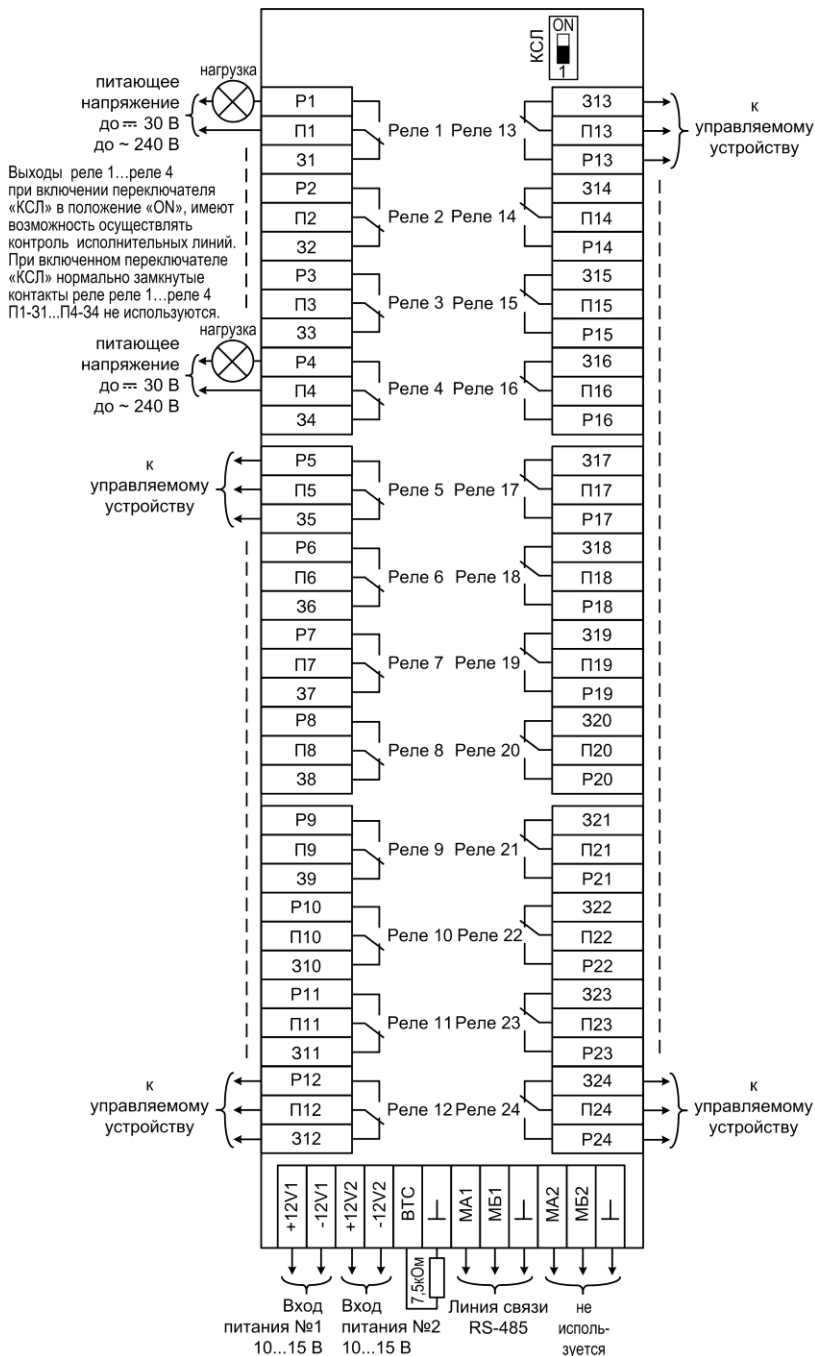 КСЛ
ON
1
нагрузка
питающее
напряжение
до ⎓ 30 В
до ~ 240 В
Выходы реле 1...реле 4
при включении переключателя
«КСЛ» в положение «ON», имеют
возможность осуществлять
контроль исполнительных линий.
При включенном переключателе
«КСЛ» нормально замкнутые
контакты реле реле 1...реле 4
П1-З1...П4-З4 не используются.
нагрузка
питающее
напряжение
до ⎓ 30 В
до ~ 240 В
к
управляемому
устройству
к
управляемому
устройству
Р1
П1
З1
Р2
П2
З2
Р3
П3
З3
Р4
П4
З4
Р5
П5
З5
Р6
П6
З6
Р7
П7
З7
Р8
П8
З8
Р9
П9
З9
Р10
П10
З10
Р11
П11
З11
Р12
П12
З12
Реле 1 Реле 13
Реле 2 Реле 14
Реле 3 Реле 15
Реле 4 Реле 16
Реле 5 Реле 17
Реле 6 Реле 18
Реле 7 Реле 19
Реле 8 Реле 20
Реле 9 Реле 21
Реле 10 Реле 22
Реле 11 Реле 23
Реле 12 Реле 24
З13
П13
Р13
З14
П14
Р14
З15
П15
Р15
З16
П16
Р16
З17
П17
Р17
З18
П18
Р18
З19
П19
Р19
З20
П20
Р20
З21
П21
Р21
З22
П22
Р22
З23
П23
Р23
З24
П24
Р24
к
управляемому
устройству
к
управляемому
устройству
+12V1
-12V1
+12V2
-12V2
ВТС
⊥
МА1
МБ1
⊥
МА2
МБ2
⊥
7,5кОм
Вход
питания №1
10...15 В
Вход
питания №2
10...15 В
Линия связи
RS-485
не
исполь-
зуется